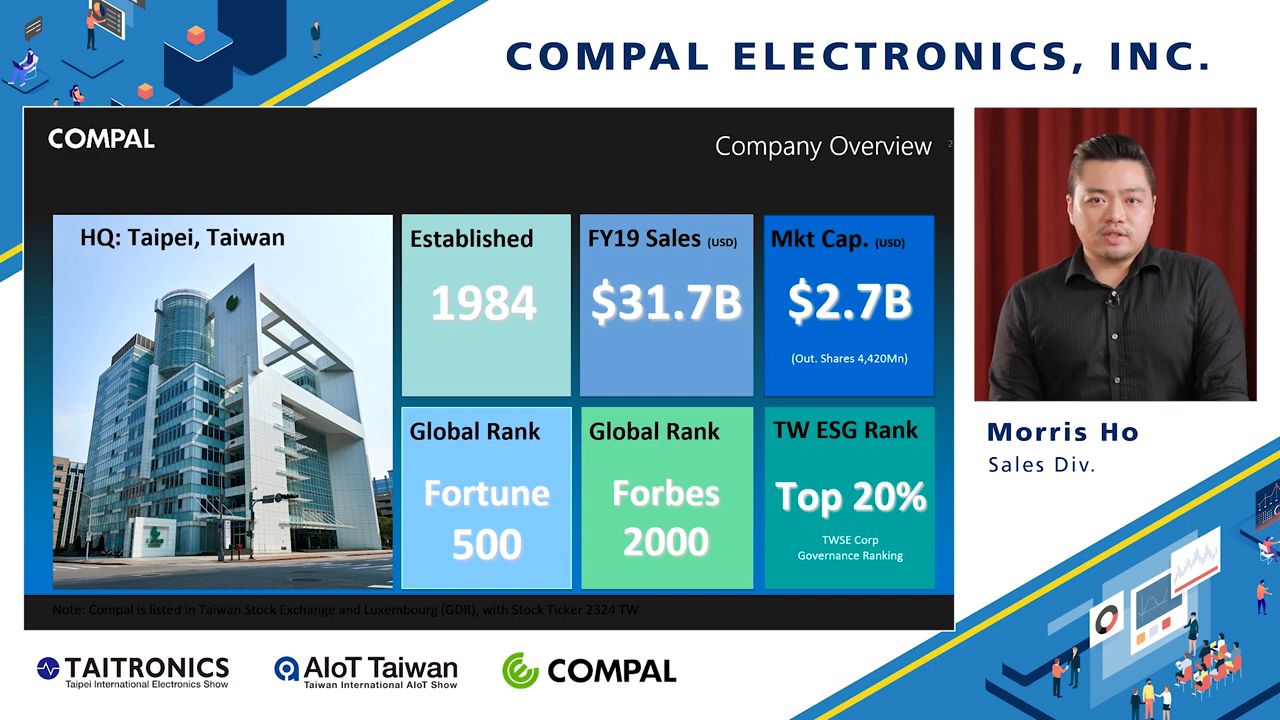 COMPAL ELECTRONICS, INC.
COMPAL
Company Overview
2
HQ: Taipei, Taiwan
Established
1984
FY19 Sales (USD)
$31.7B
Mkt Cap. (USD)
$2.7B
(Out. Shares 4,420Mn)
Global Rank
Fortune
500
Global Rank
Forbes
2000
TW ESG Rank
Top 20%
TWSE Corp
Governance Ranking
Note: Compal is listed in Taiwan Stock Exchange and Luxembourg (GDR), with Stock Ticker 2324 TW
Morris Ho
Sales Div.
TAITRONICS
Taipei International Electronics Show
AIoT Taiwan
Taiwan International AIoT Show
COMPAL